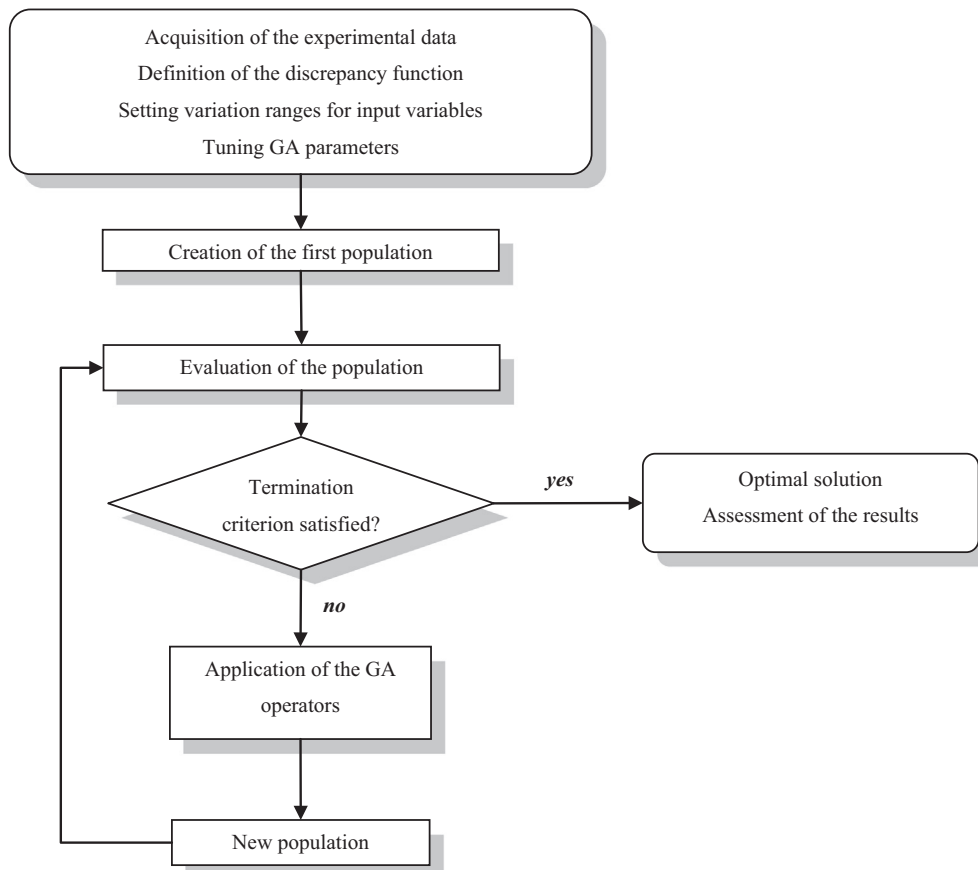 Acquisition of the experimental data
Definition of the discrepancy function
Setting variation ranges for input variables
Tuning GA parameters
Creation of the first population
Evaluation of the population
Termination
criterion satisfied?
yes
Optimal solution
Assessment of the results
no
Application of the GA
operators
New population